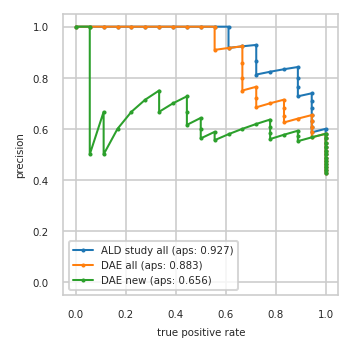 1.0
0.8
0.6
0.4
0.2
0.0
precision
ALD study all (aps: 0.927)
DAE all (aps: 0.883)
DAE new (aps: 0.656)
0.0 0.2 0.4 0.6 0.8 1.0
true positive rate